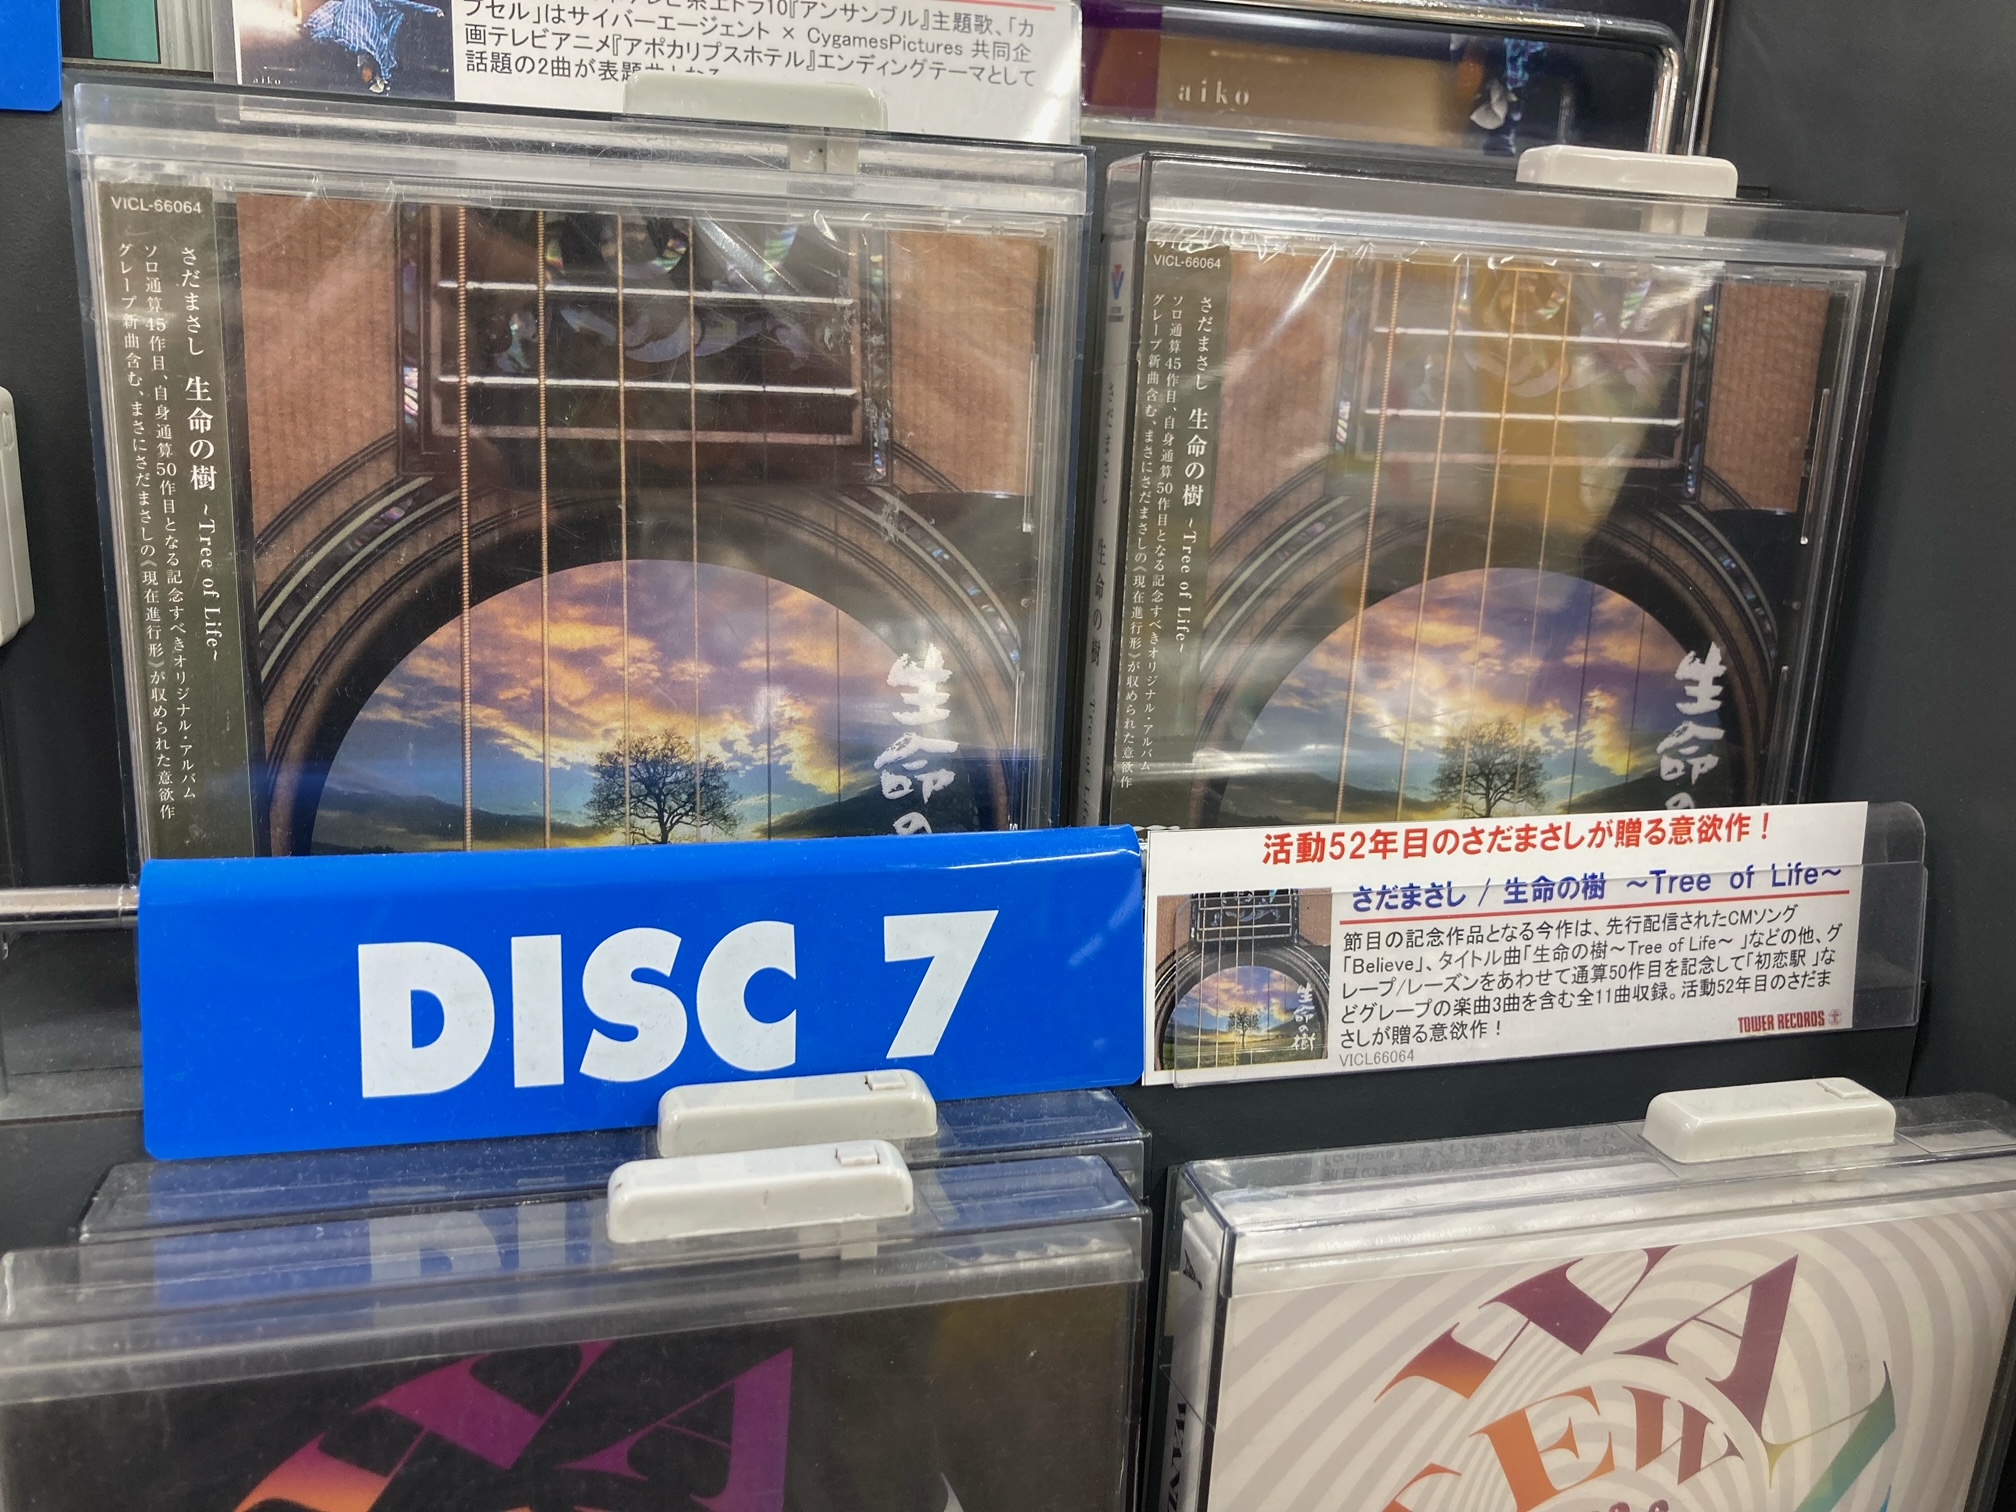 プセル」はサイバーエージェント × CygamesPictures 共同企
画テレビアニメ『アポカリプスホテル』エンディングテーマとして
aiko
aiko
VICL-66064
さだまさし 生命の樹 ~Tree of Life~
ソロ通算45作目、自身通算50作目となる記念すべきオリジナル・アルバム
グレープ新曲含む、まさにさだまさしの《現在進行形》が収められた意欲作
生命の
さだまさし 生命の樹
VICL-66064
さだまさし 生命の樹 ~Tree of Life~
ソロ通算45作目、自身通算50作目となる記念すべきオリジナル・アルバム
グレープ新曲含む、まさにさだまさしの《現在進行形》が収められた意欲作
生命の
DISC 7
活動52年目のさだまさしが贈る意欲作！
さだまさし / 生命の樹 ～Tree of Life～
節目の記念作品となる今作は、先行配信されたCMソング
「Believe」、タイトル曲「生命の樹～Tree of Life～」などの他、グ
レープ/レーズンをあわせて通算50作目を記念して「初恋駅」な
どグレープの楽曲3曲を含む全11曲収録。活動52年目のさだま
さしが贈る意欲作！
VICL66064
TOWER RECORDS
生命の樹